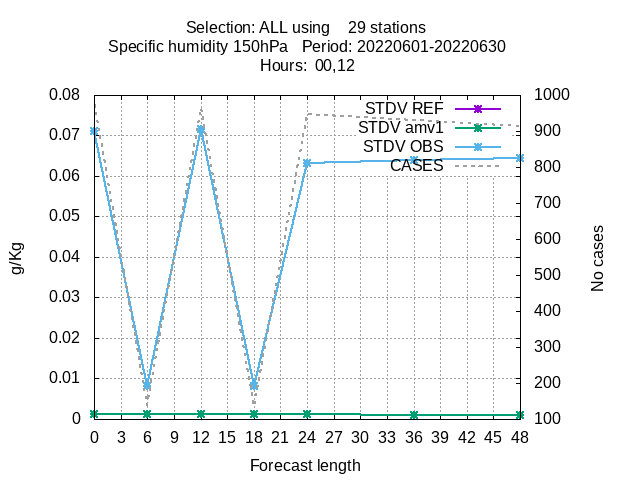 Selection: ALL using    29 stations
Specific humidity 150hPa   Period: 20220601-20220630
Hours:  00,12
0.08
0.07
0.06
0.05
0.04
0.03
0.02
0.01
0
g/Kg
STDV REF
STDV amv1
STDV OBS
CASES
1000
900
800
700
600
500
400
300
200
100
No cases
0 3 6 9 12 15 18 21 24 27 30 33 36 39 42 45 48
Forecast length